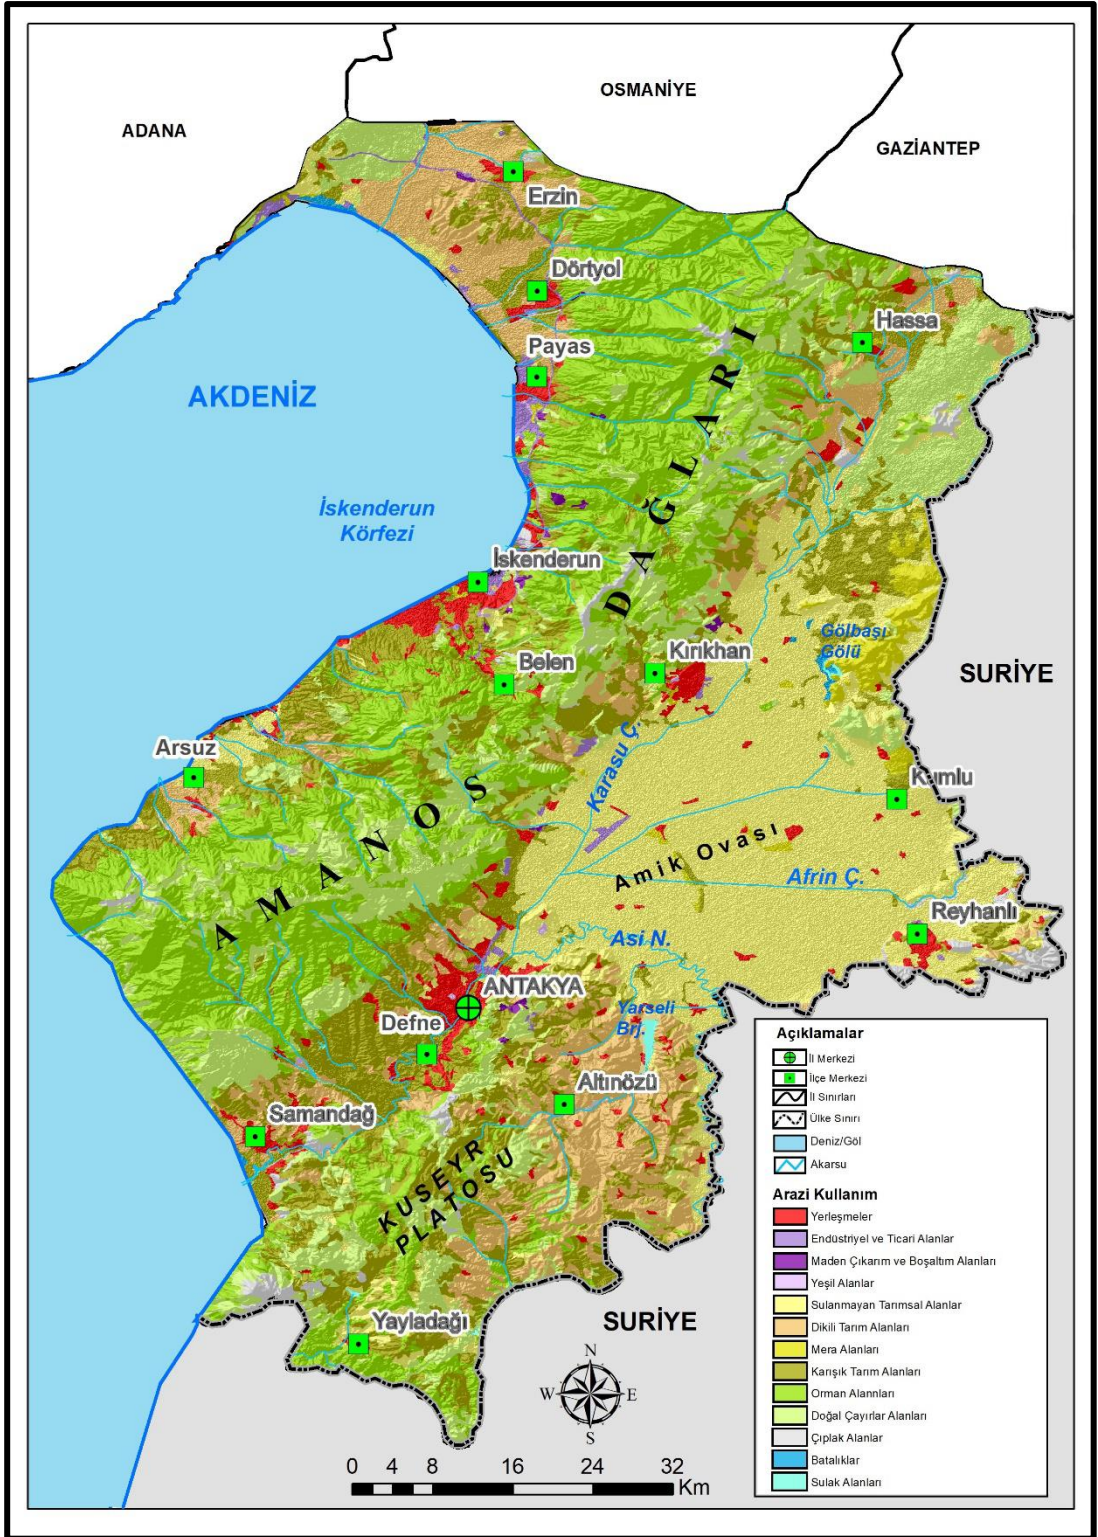 OSMANİYE
ADANA
GAZİANTEP
Erzin
Dörtyol
Hassa
Payas
AKDENİZ
İskenderun
Körfezi
AMANOS DAĞLARI
İskenderun
Belen
Kırıkhan
Gölbaşı
Gölü
SURİYE
Arsuz
Karasu Ç.
Kumlu
Amik Ovası
Afrin Ç.
Reyhanlı
Asi N.
ANTAKYA
Yarseli
Brj.
Defne
Altınözü
Samandağ
KUSEYR
PLATOSU
Yayladağı
SURİYE
N
W
E
S
0 4 8 16 24 32
Km
Açıklamalar
İl Merkezi
İlçe Merkezi
İl Sınırları
Ülke Sınırı
Deniz/Göl
Akarsu
Arazi Kullanım
Yerleşmeler
Endüstriyel ve Ticari Alanlar
Maden Çıkarım ve Boşaltım Alanları
Yeşil Alanlar
Sulanmayan Tarımsal Alanlar
Dikili Tarım Alanları
Mera Alanları
Karışık Tarım Alanları
Orman Alannları
Doğal Çayırlar Alanları
Çıplak Alanlar
Batalıklar
Sulak Alanları